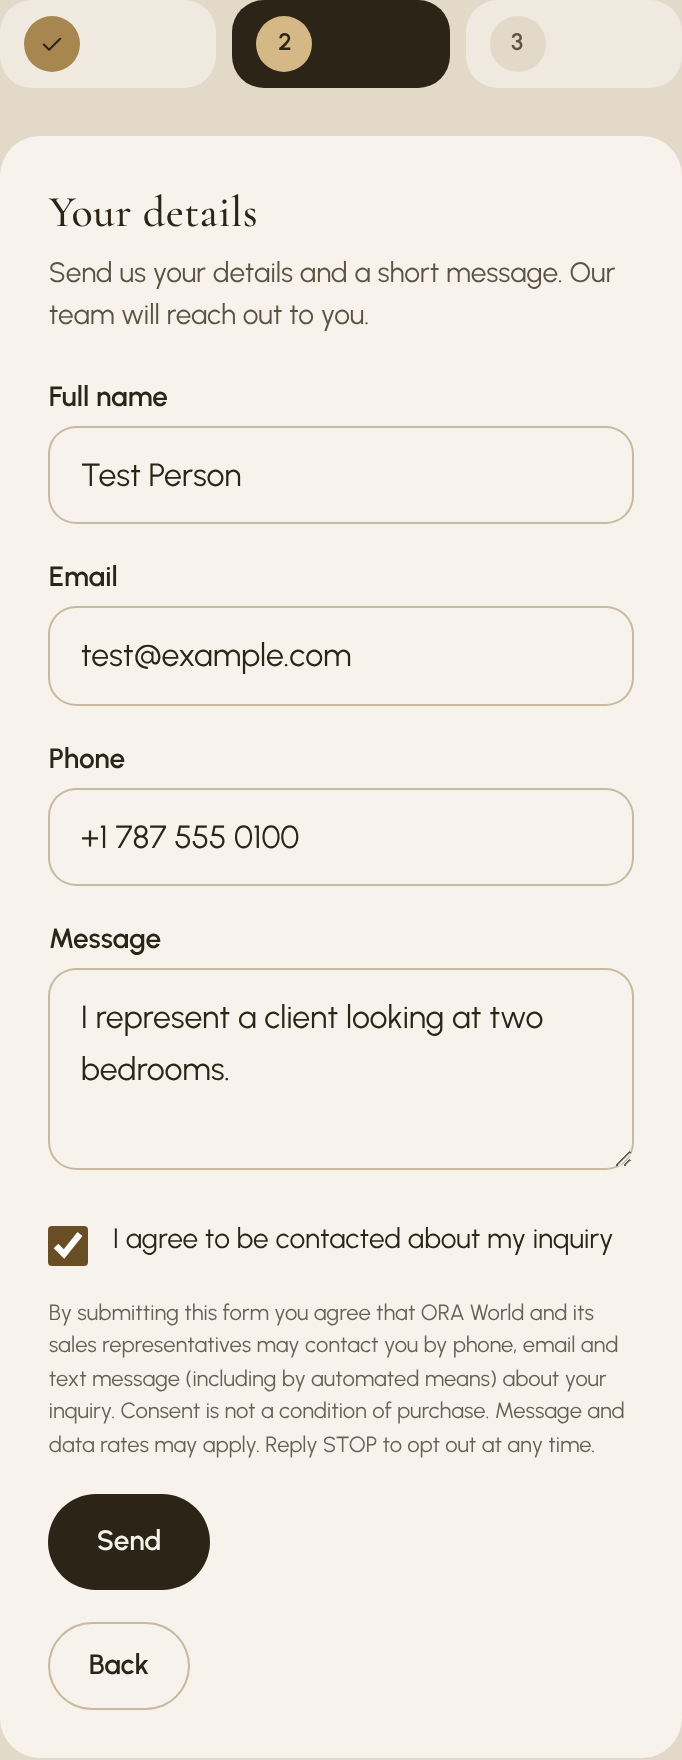 2
3
Your details
Send us your details and a short message. Our
team will reach out to you.
Full name
Test Person
Email
test@example.com
Phone
+1 787 555 0100
Message
I represent a client looking at two
bedrooms.
I agree to be contacted about my inquiry
By submitting this form you agree that ORA World and its
sales representatives may contact you by phone, email and
text message (including by automated means) about your
inquiry. Consent is not a condition of purchase. Message and
data rates may apply. Reply STOP to opt out at any time.
Send
Back